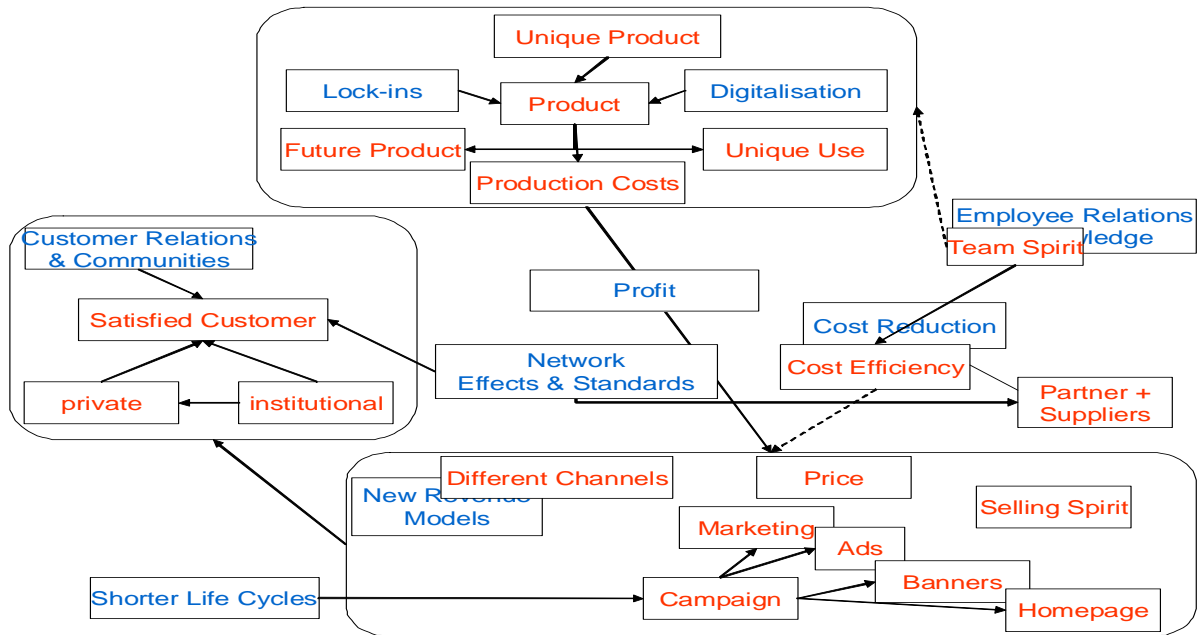 Unique Product
Lock-ins
Product
Digitalisation
Future Product
Unique Use
Production Costs
Employee Relations
Team Spirit
Customer Relations
& Communities
Profit
Satisfied Customer
Cost Reduction
Network
Effects & Standards
Cost Efficiency
private
institutional
Partner +
Suppliers
Different Channels
Price
New Revenue
Models
Selling Spirit
Marketing
Ads
Banners
Shorter Life Cycles
Campaign
Homepage